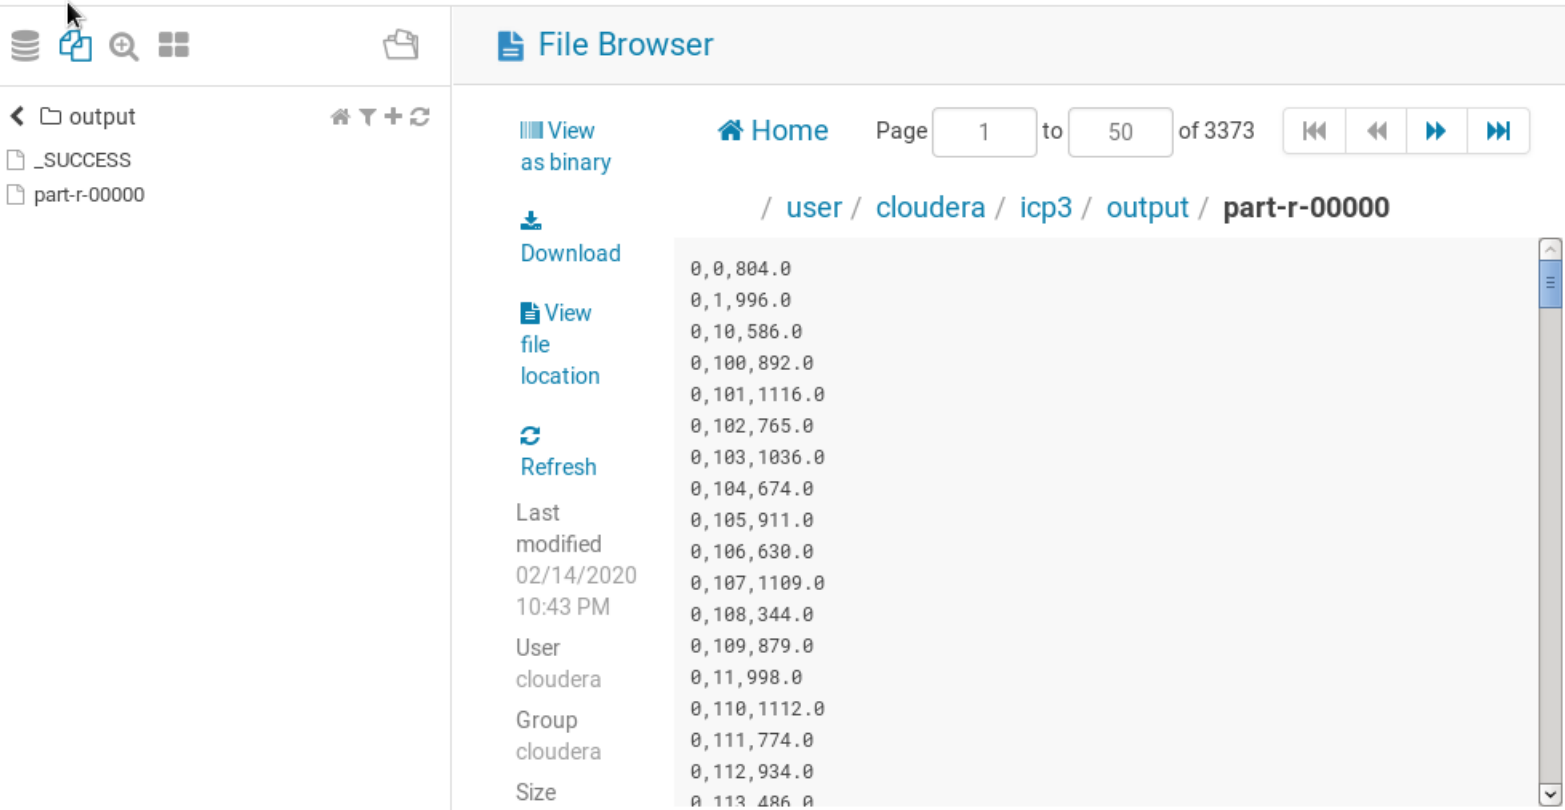 output
_SUCCESS
part-r-00000
File Browser
View
as binary
Download
View
file
location
Refresh
Last
modified
02/14/2020
10:43 PM
User
cloudera
Group
cloudera
Size
Home Page 1 to 50 of 3373
/ user / cloudera / icp3 / output / part-r-00000
0,0,804.0
0,1,996.0
0,10,586.0
0,100,892.0
0,101,1116.0
0,102,765.0
0,103,1036.0
0,104,674.0
0,105,911.0
0,106,630.0
0,107,1109.0
0,108,344.0
0,109,879.0
0,11,998.0
0,110,1112.0
0,111,774.0
0,112,934.0
0,113,486.0